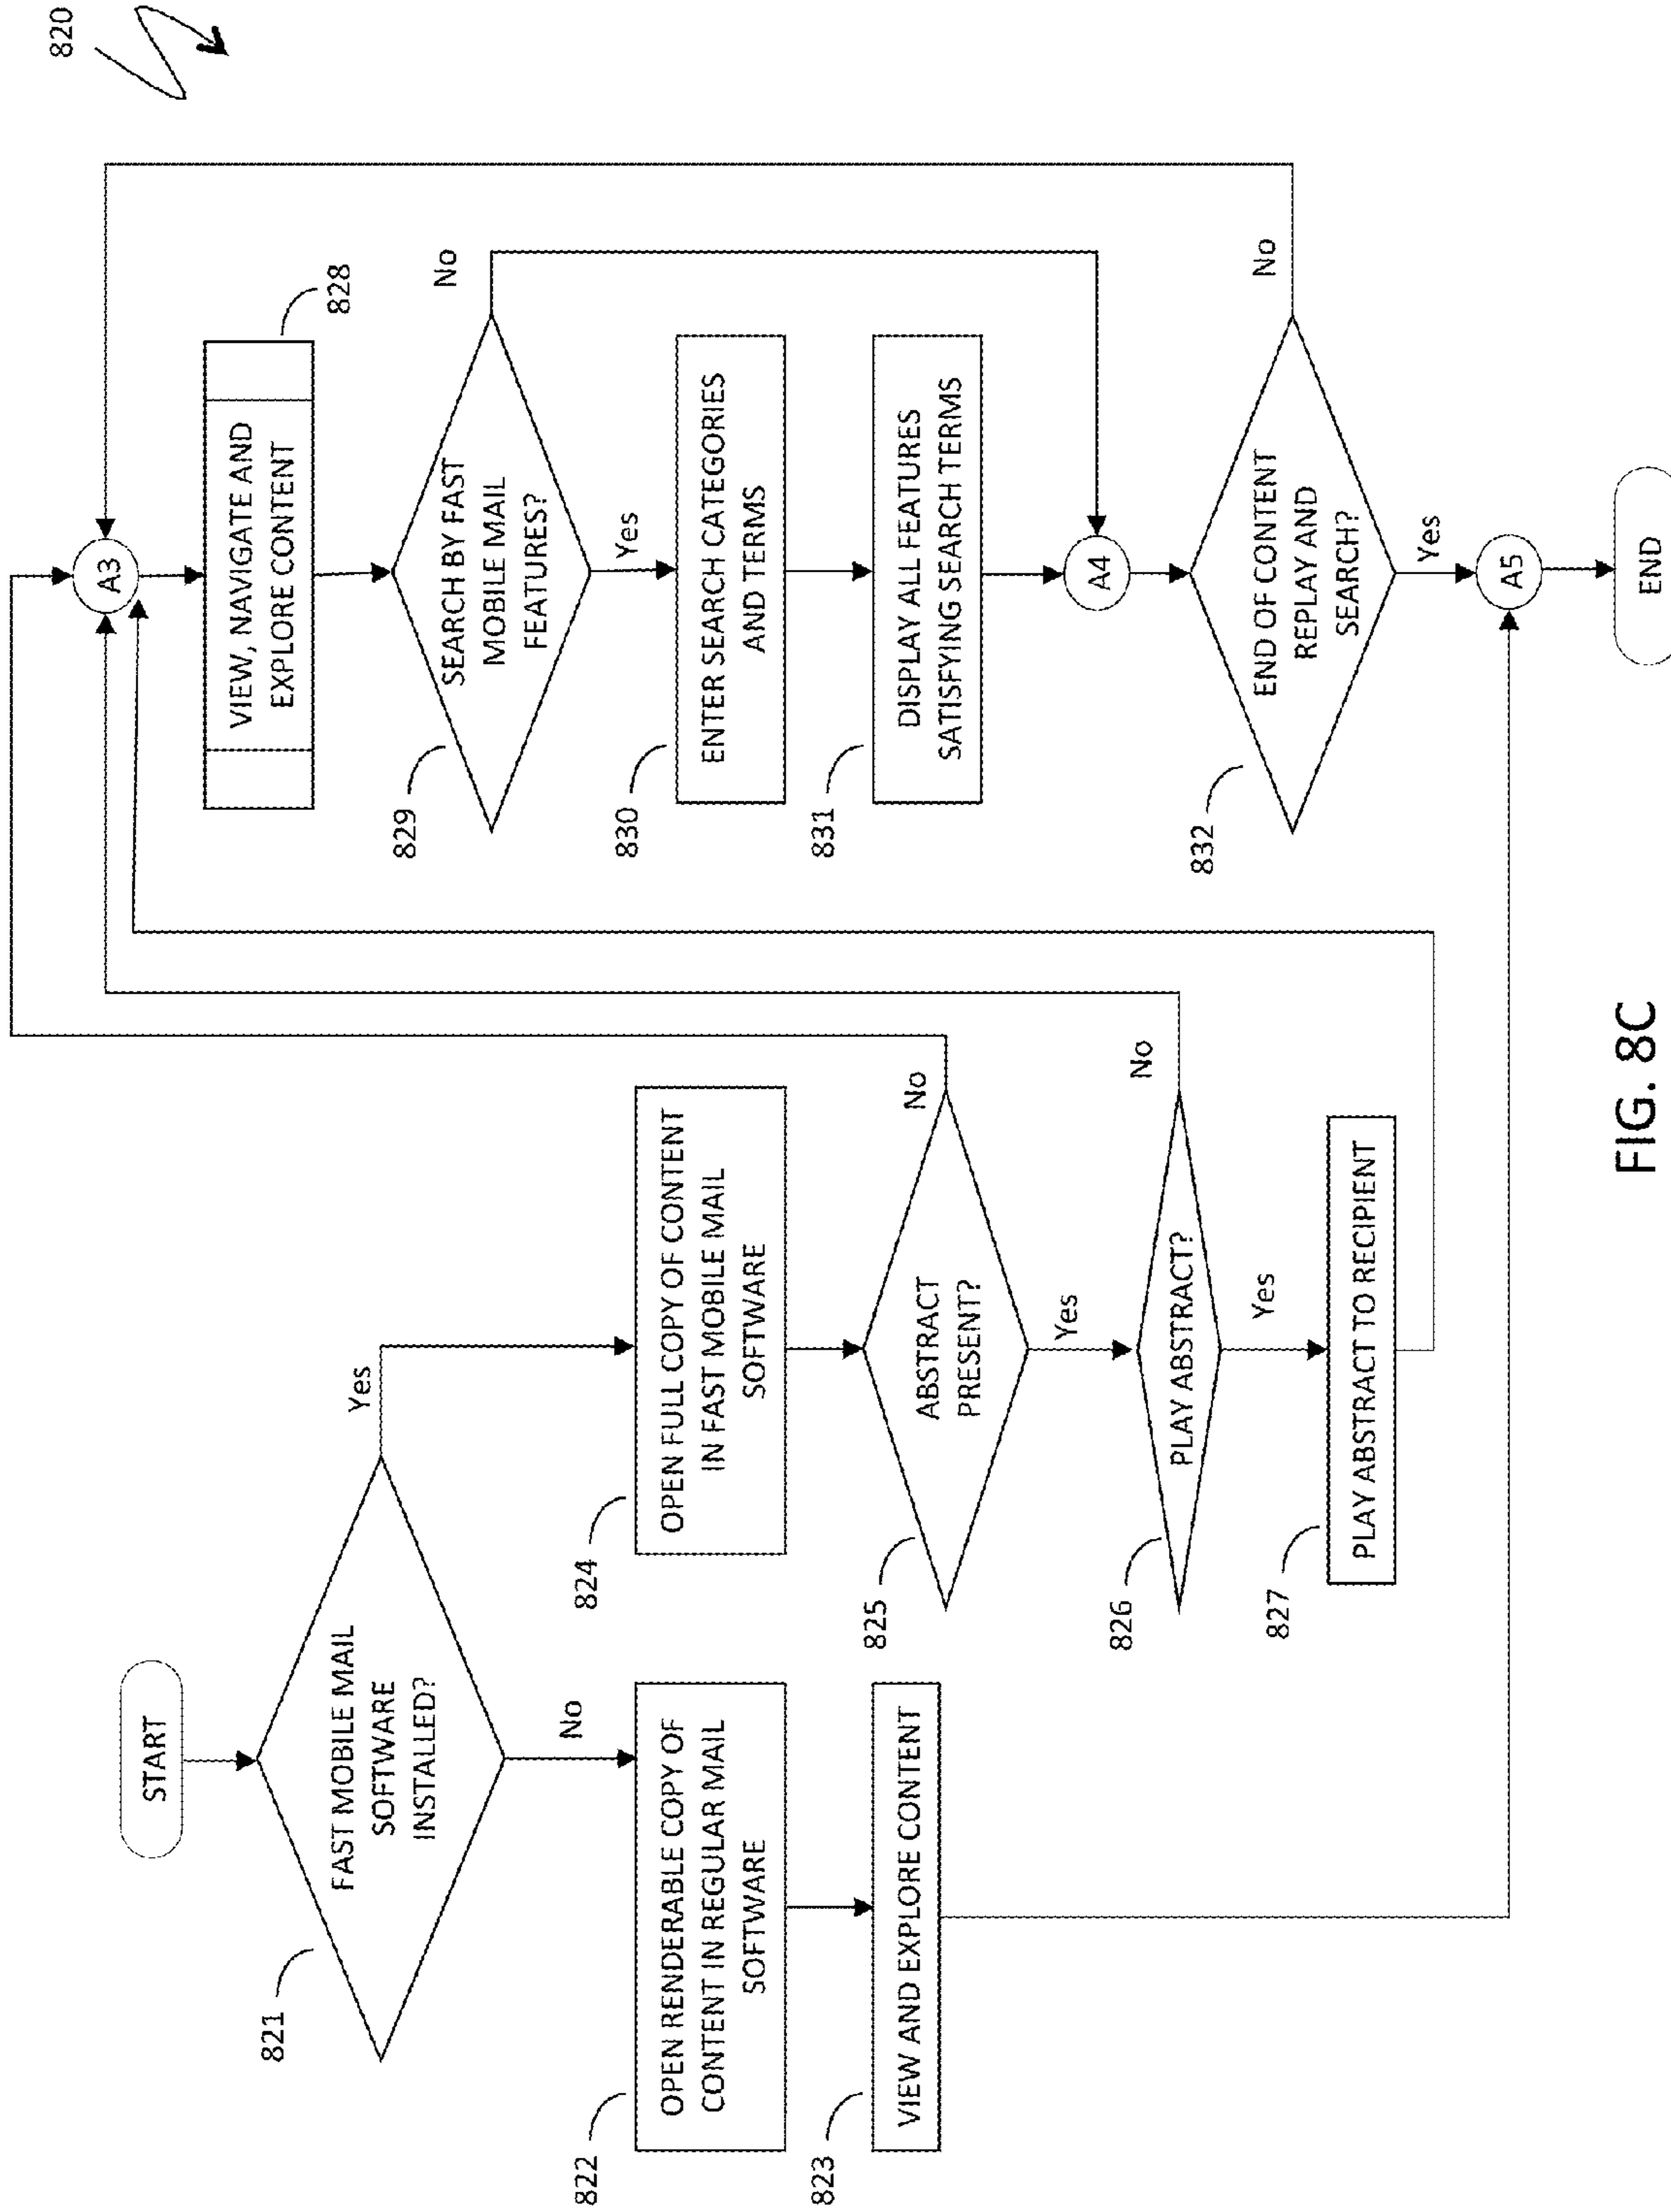 820
START
FAST MOBILE MAIL
SOFTWARE
INSTALLED?
821
Yes
No
OPEN RENDERABLE COPY OF
CONTENT IN REGULAR MAIL
SOFTWARE
822
VIEW AND EXPLORE CONTENT
823
OPEN FULL COPY OF CONTENT
IN FAST MOBILE MAIL
SOFTWARE
824
ABSTRACT
PRESENT?
825
No
Yes
PLAY ABSTRACT?
826
No
Yes
PLAY ABSTRACT TO RECIPIENT
827
A3
VIEW, NAVIGATE AND
EXPLORE CONTENT
828
SEARCH BY FAST
MOBILE MAIL
FEATURES?
829
No
Yes
ENTER SEARCH CATEGORIES
AND TERMS
830
DISPLAY ALL FEATURES
SATISFYING SEARCH TERMS
831
A4
END OF CONTENT
REPLAY AND
SEARCH?
832
No
Yes
A5
END
FIG. 8C